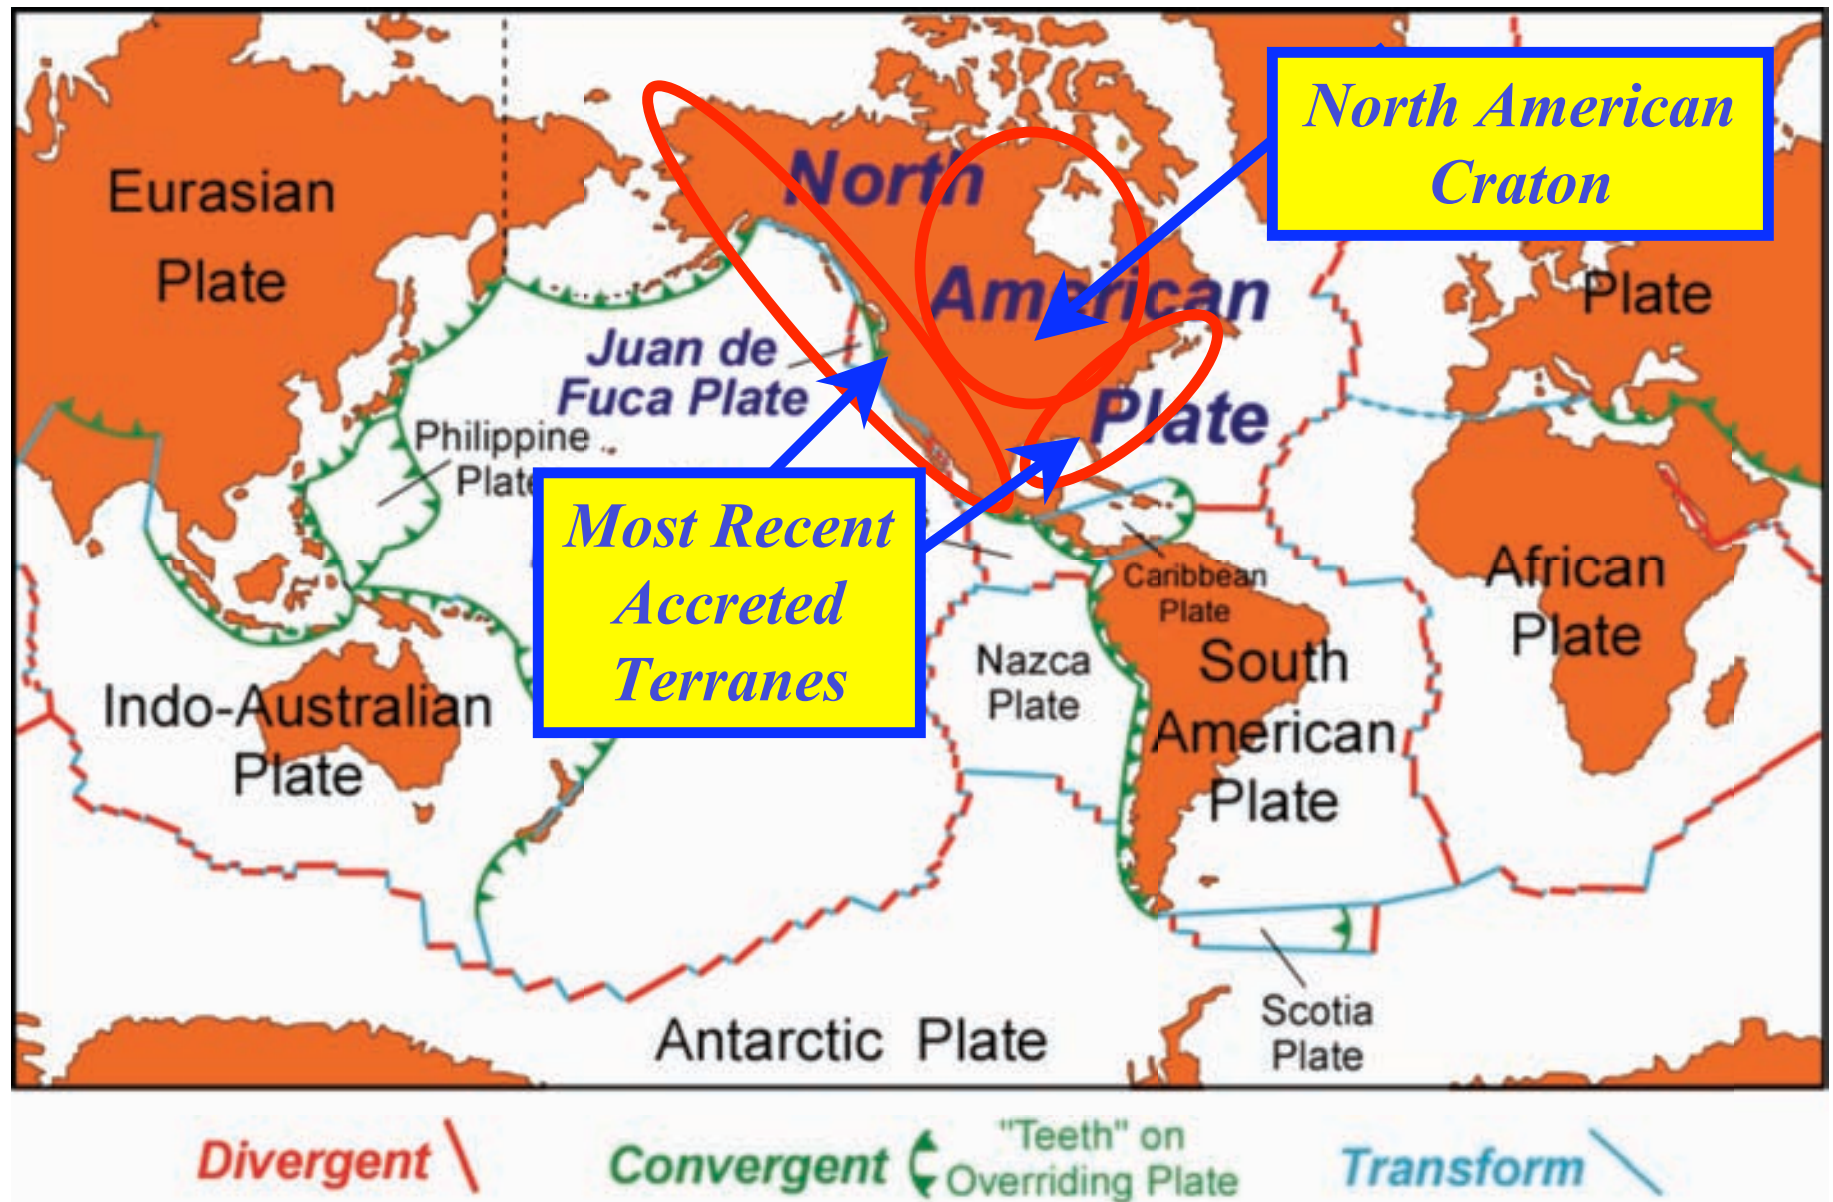 North American
Craton
Eurasian
Plate
North
American
Plate
Plate
Juan de
Fuca Plate
Philippine
Plate
Most Recent
Accreted
Terranes
Caribbean
Plate
African
Plate
Nazca
Plate
South
American
Plate
Indo-Australian
Plate
Antarctic Plate
Scotia
Plate
Divergent
Convergent
"Teeth" on
Overriding Plate
Transform